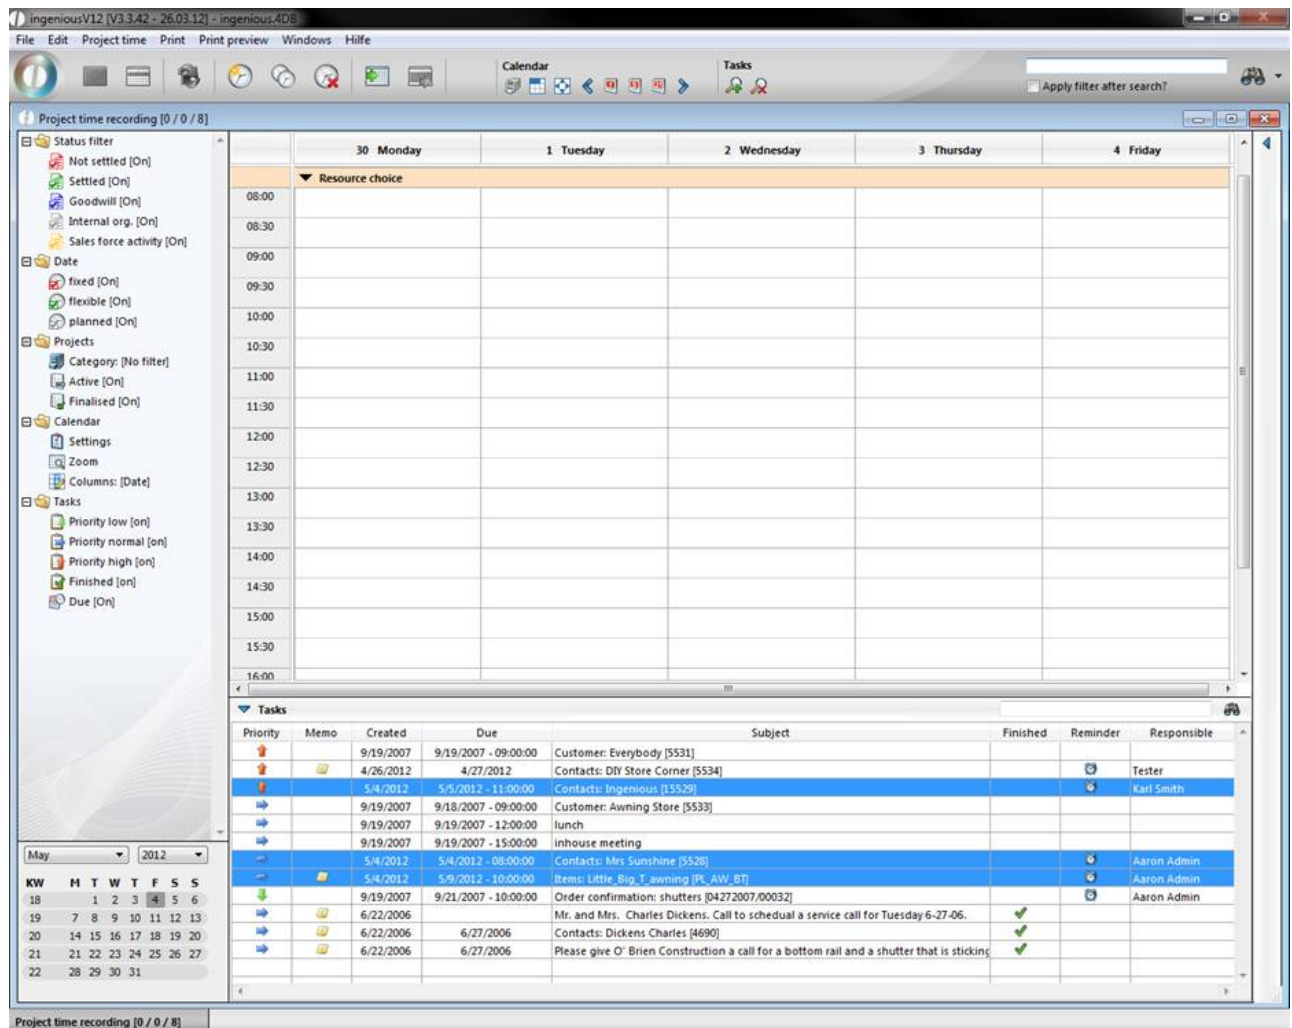 ingeniousV12 [V3.3.42 - 26.03.12] - ingenious.4DB
File Edit Project time Print Print preview Windows Hilfe
Calendar Tasks
Apply filter after search?
Project time recording [0 / 0 / 8]
Status filter
Not settled [On]
Settled [On]
Goodwill [On]
Internal org. [On]
Sales force activity [On]
Date
fixed [On]
flexible [On]
planned [On]
Projects
Category: [No filter]
Active [On]
Finalised [On]
Calendar
Settings
Zoom
Columns: [Date]
Tasks
Priority low [on]
Priority normal [on]
Priority high [on]
Finished [on]
Due [On]
30 Monday 1 Tuesday 2 Wednesday 3 Thursday 4 Friday
Resource choice
08:00
08:30
09:00
09:30
10:00
10:30
11:00
11:30
12:00
12:30
13:00
13:30
14:00
14:30
15:00
15:30
16:00
Tasks
Priority Memo Created Due Subject Finished Reminder Responsible
9/19/2007 9/19/2007 - 09:00:00 Customer: Everybody [5531]
4/26/2012 4/27/2012 Contacts: DIY Store Corner [5534] Tester
5/4/2012 5/5/2012 - 11:00:00 Contacts: Ingenious [15529] Karl Smith
9/19/2007 9/18/2007 - 09:00:00 Customer: Awning Store [5533]
9/19/2007 9/19/2007 - 12:00:00 lunch
9/19/2007 9/19/2007 - 15:00:00 inhouse meeting
5/4/2012 5/4/2012 - 08:00:00 Contacts: Mrs Sunshine [5528] Aaron Admin
5/4/2012 5/9/2012 - 10:00:00 Items: Little_Big_T_awning [PL_AW_BT] Aaron Admin
9/19/2007 9/21/2007 - 10:00:00 Order confirmation: shutters [04272007/00032] Aaron Admin
6/22/2006 Mr. and Mrs. Charles Dickens. Call to schedual a service call for Tuesday 6-27-06.
6/22/2006 6/27/2006 Contacts: Dickens Charles [4690]
6/22/2006 6/27/2006 Please give O' Brien Construction a call for a bottom rail and a shutter that is sticking
May 2012
KW M T W T F S S
18 1 2 3 4 5 6
19 7 8 9 10 11 12 13
20 14 15 16 17 18 19 20
21 21 22 23 24 25 26 27
22 28 29 30 31
Project time recording [0 / 0 / 8]